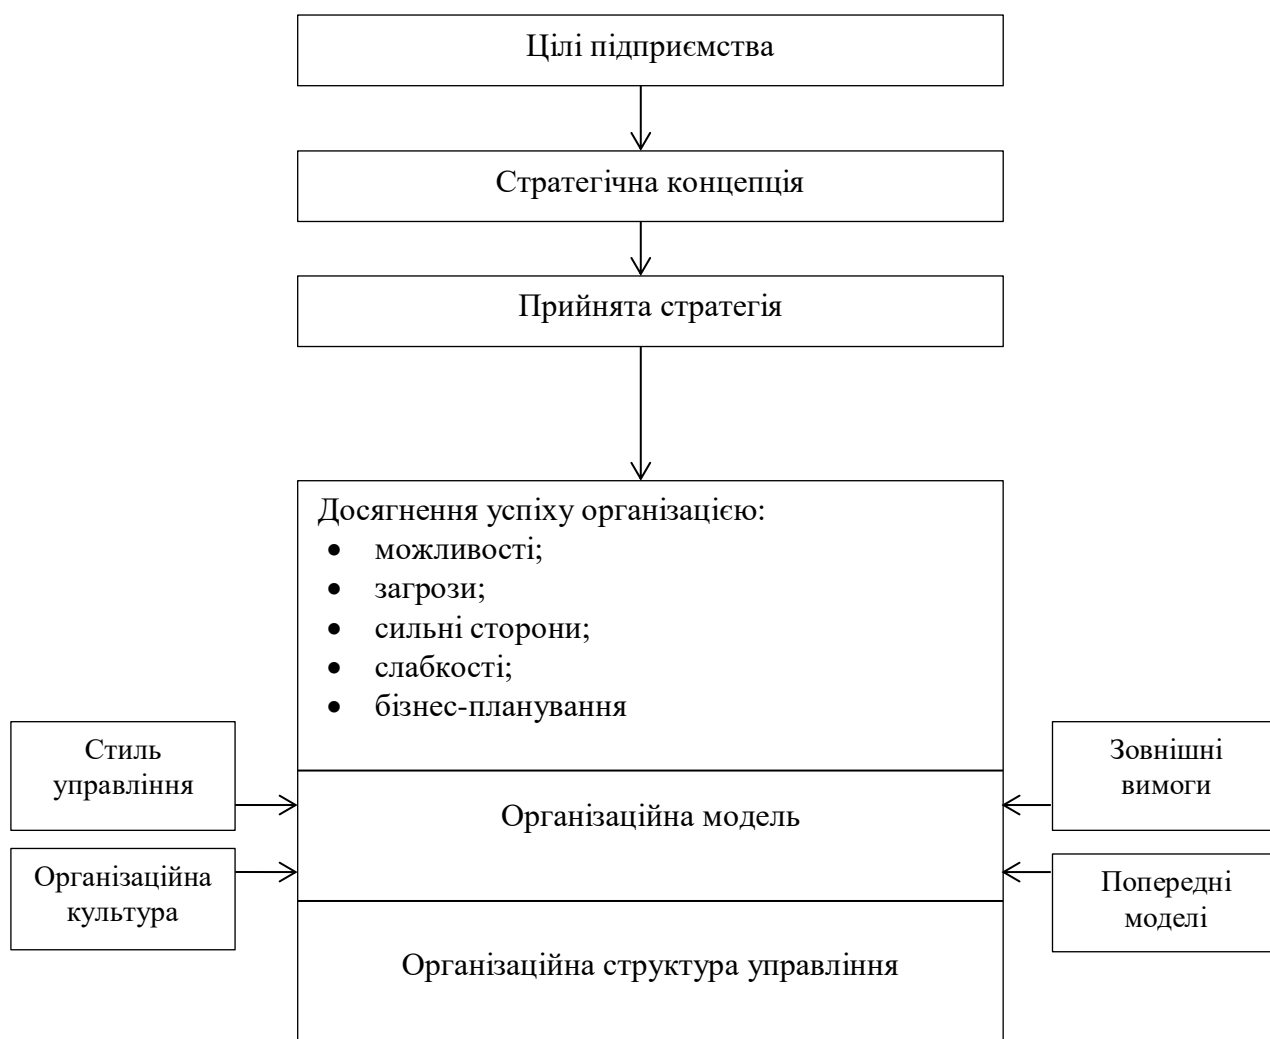 Цілі підприємства
Стратегічна концепція
Прийнята стратегія
Досягнення успіху організацією:
• можливості;
• загрози;
• сильні сторони;
• слабкості;
• бізнес-планування
Стиль
управління
Зовнішні
вимоги
Організаційна модель
Організаційна
культура
Попередні
моделі
Організаційна структура управління